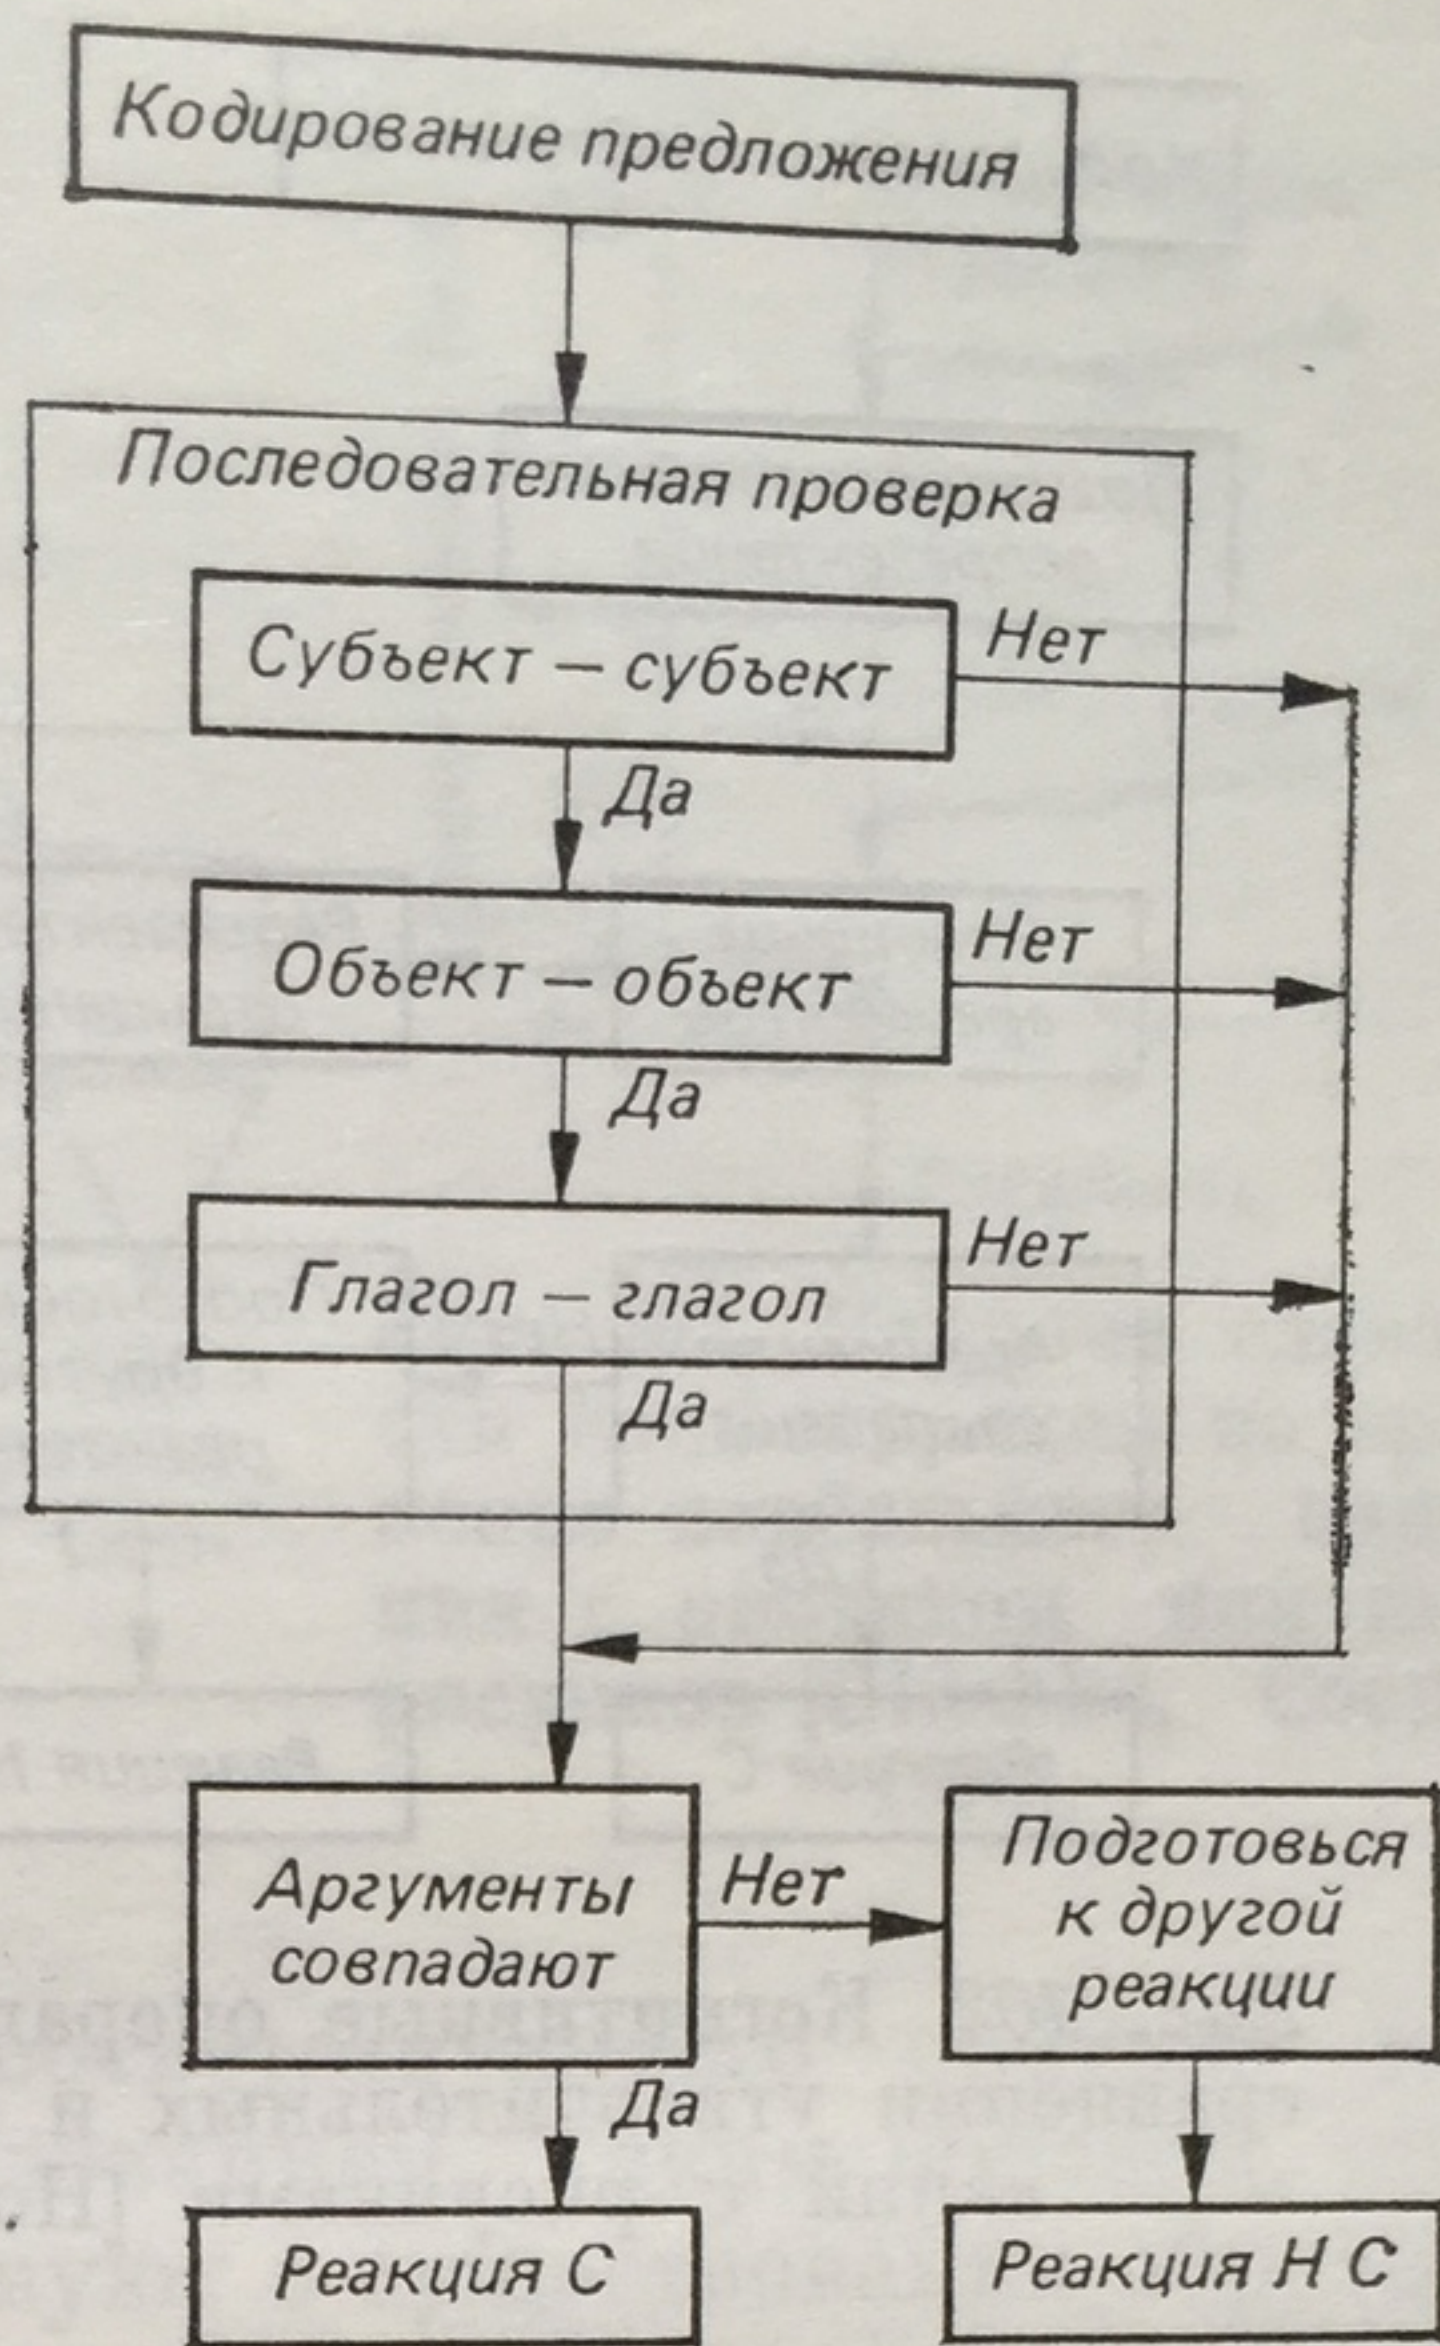 Кодирование предложения
Последовательная проверка
Субъект – субъект
Нет
Да
Объект – объект
Нет
Да
Глагол – глагол
Нет
Да
Аргументы
совпадают
Нет
Подготовься
к другой
реакции
Да
Реакция С
Реакция Н С